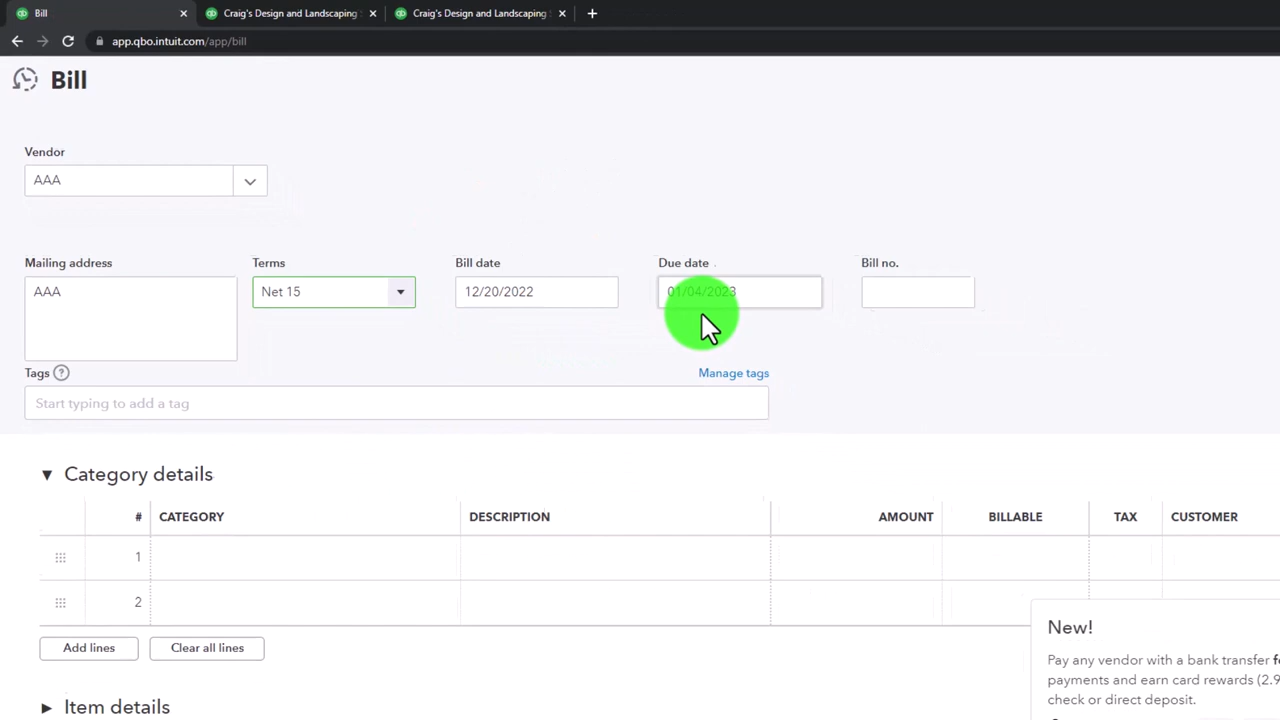 Bill
Craig's Design and Landscaping
Craig's Design and Landscaping
app.qbo.intuit.com/app/bill
Bill
Vendor
AAA
Mailing address
Terms
Bill date
Due date
Bill no.
AAA
Net 15
12/20/2022
01/04/2023
Tags
Manage tags
Start typing to add a tag
Category details
# CATEGORY DESCRIPTION AMOUNT BILLABLE TAX CUSTOMER
1
2
Add lines
Clear all lines
New!
Pay any vendor with a bank transfer
payments and earn card rewards (2.9
check or direct deposit.
Item details